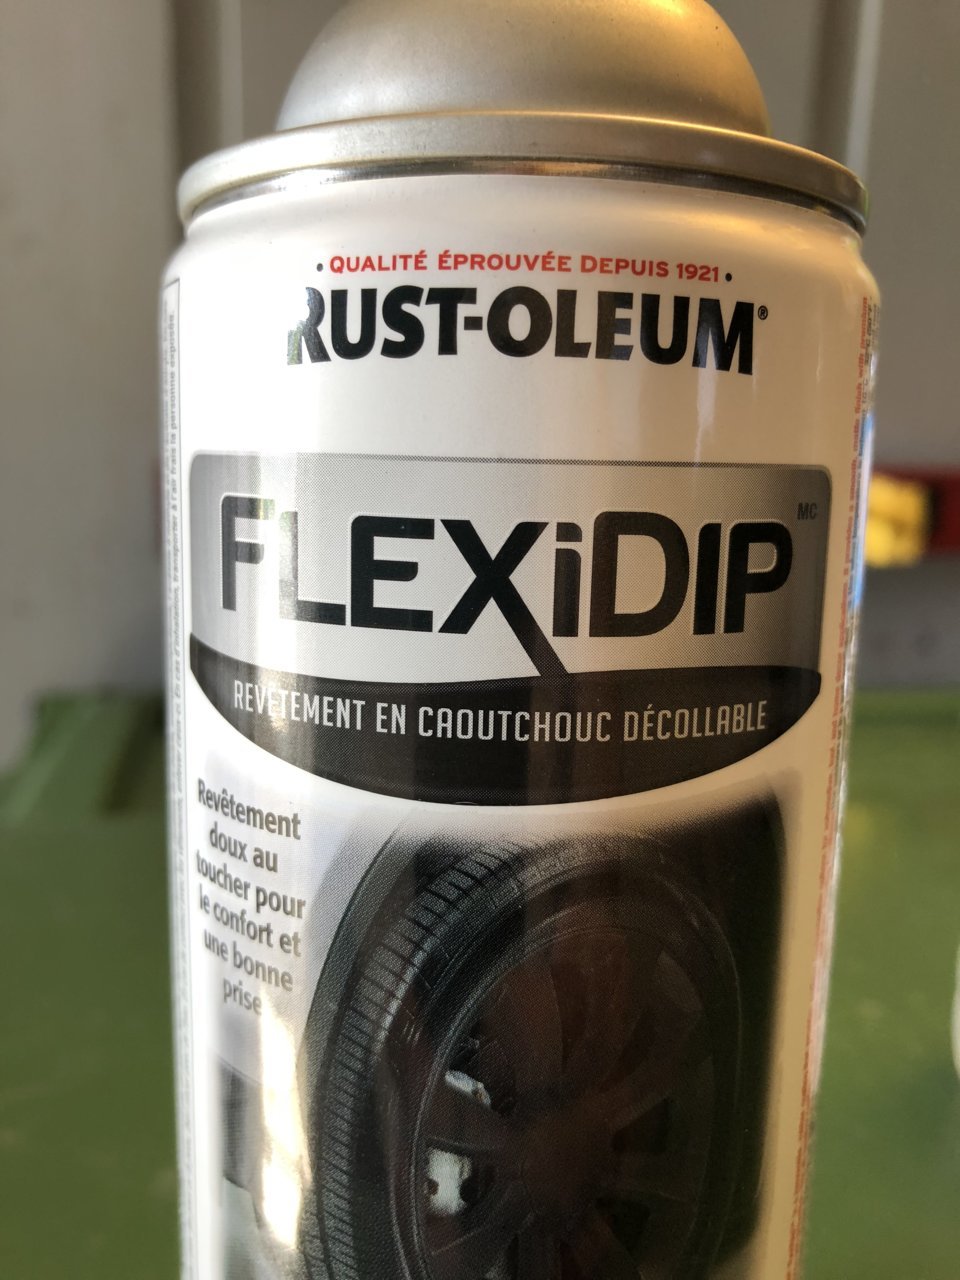 • QUALITÉ ÉPROUVÉE DEPUIS 1921 •
RUST-OLEUM®
FLEXiDIP MC
REVÊTEMENT EN CAOUTCHOUC DÉCOLLABLE
Revêtement
doux au
toucher pour
le confort et
une bonne
prise